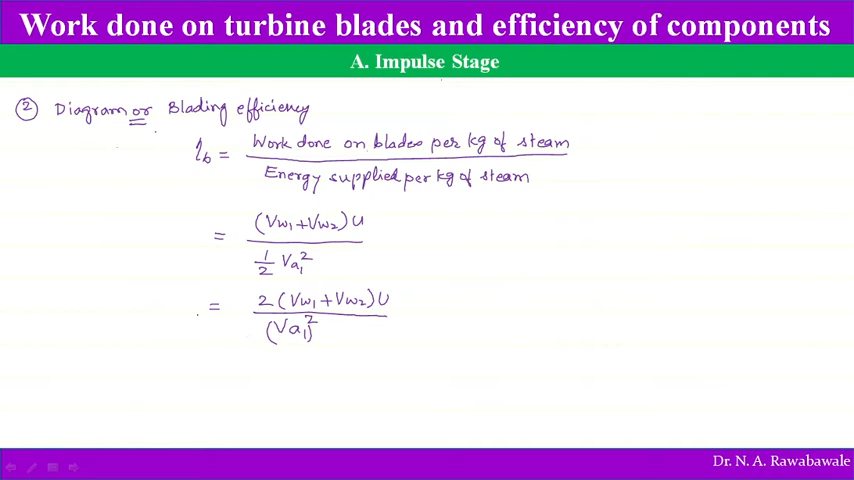 Work done on turbine blades and efficiency of components
A. Impulse Stage
② Diagram or Blading efficiency
η_b = Work done on blades per kg of steam / Energy supplied per kg of steam
= (Vw₁+Vw₂)U / ½ Va₁²
= 2(Vw₁+Vw₂)U / (Va₁)²
Dr. N. A. Rawabawale